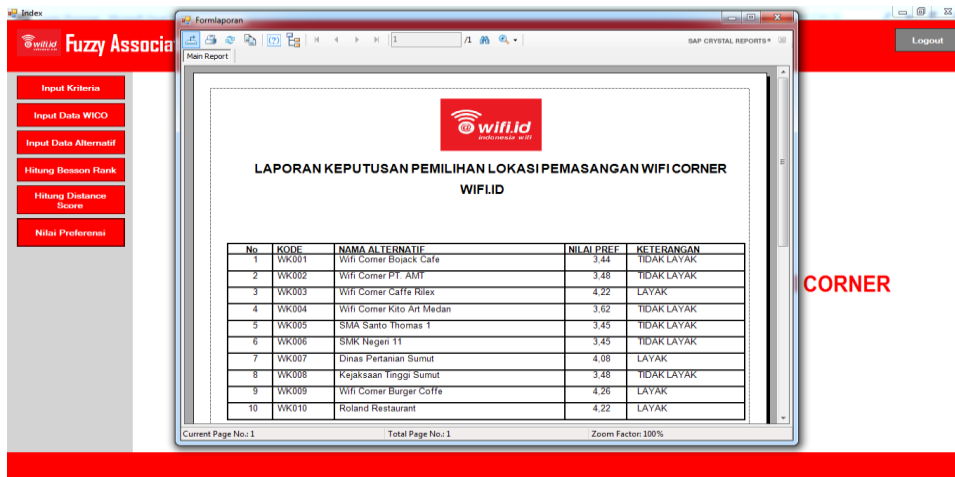 Index
@wifi.id Fuzzy Associa
Logout
Formlaporan
1 /1
SAP CRYSTAL REPORTS®
Main Report
Input Kriteria
Input Data WICO
Input Data Alternatif
Hitung Besson Rank
Hitung Distance
Score
Nilai Preferensi
@wifi.id
indonesia wifi
LAPORAN KEPUTUSAN PEMILIHAN LOKASI PEMASANGAN WIFI CORNER
WIFI.ID
No KODE NAMA ALTERNATIF NILAI PREF KETERANGAN
1 WK001 Wifi Corner Bojack Cafe 3,44 TIDAK LAYAK
2 WK002 Wifi Corner PT. AMT 3,48 TIDAK LAYAK
3 WK003 Wifi Corner Caffe Rilex 4,22 LAYAK
4 WK004 Wifi Corner Kito Art Medan 3,62 TIDAK LAYAK
5 WK005 SMA Santo Thomas 1 3,45 TIDAK LAYAK
6 WK006 SMK Negeri 11 3,45 TIDAK LAYAK
7 WK007 Dinas Pertanian Sumut 4,08 LAYAK
8 WK008 Kejaksaan Tinggi Sumut 3,48 TIDAK LAYAK
9 WK009 Wifi Corner Burger Coffe 4,26 LAYAK
10 WK010 Roland Restaurant 4,22 LAYAK
CORNER
Current Page No.: 1 Total Page No.: 1 Zoom Factor: 100%